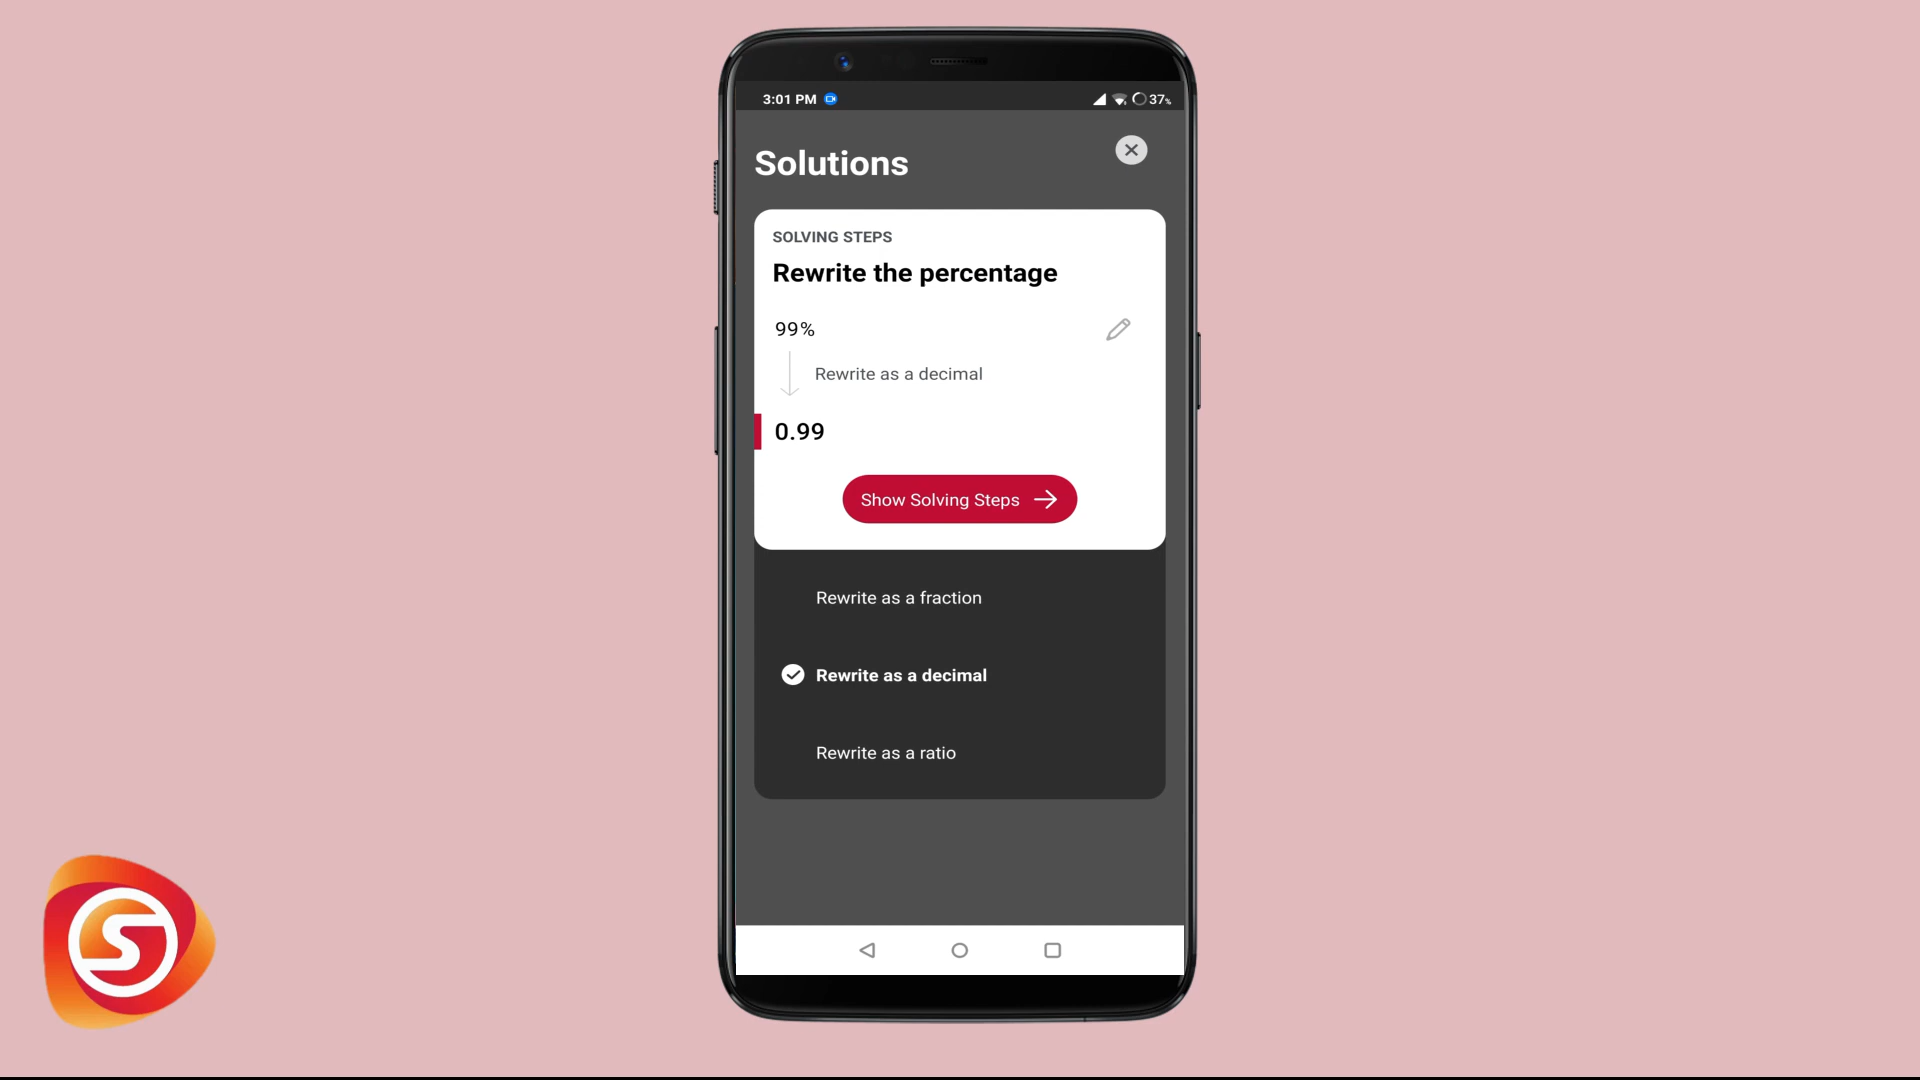 3:01 PM 37%
Solutions
SOLVING STEPS
Rewrite the percentage
99%
Rewrite as a decimal
0.99
Show Solving Steps
Rewrite as a fraction
Rewrite as a decimal
Rewrite as a ratio
S